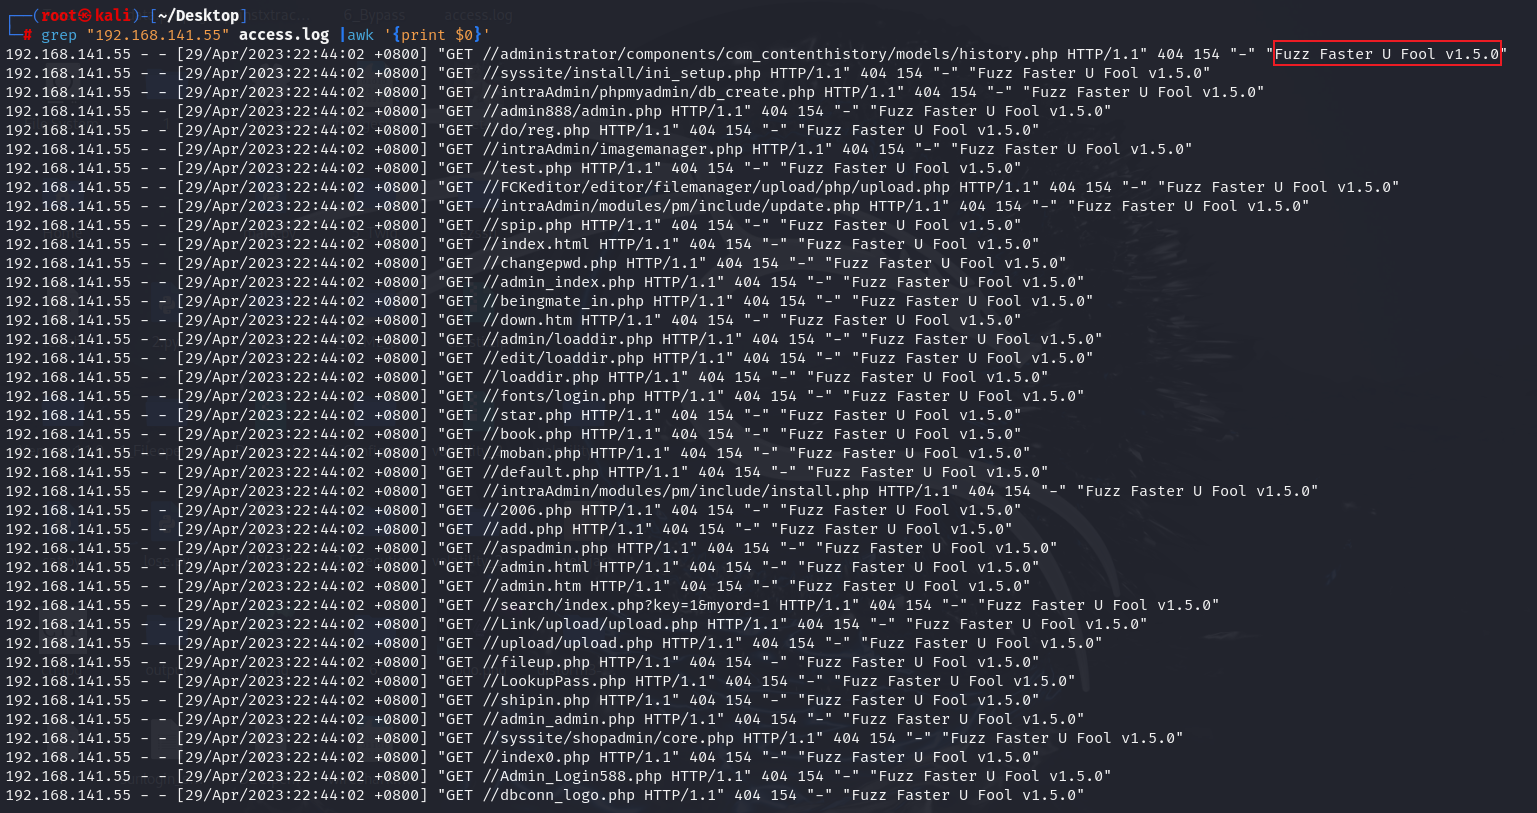 ┌──(root㉿kali)-[~/Desktop]
└─# grep "192.168.141.55" access.log |awk '{print $0}'
192.168.141.55 - - [29/Apr/2023:22:44:02 +0800] "GET //administrator/components/com_contenthistory/models/history.php HTTP/1.1" 404 154 "-" "Fuzz Faster U Fool v1.5.0"
192.168.141.55 - - [29/Apr/2023:22:44:02 +0800] "GET //syssite/install/ini_setup.php HTTP/1.1" 404 154 "-" "Fuzz Faster U Fool v1.5.0"
192.168.141.55 - - [29/Apr/2023:22:44:02 +0800] "GET //intraAdmin/phpmyadmin/db_create.php HTTP/1.1" 404 154 "-" "Fuzz Faster U Fool v1.5.0"
192.168.141.55 - - [29/Apr/2023:22:44:02 +0800] "GET //admin888/admin.php HTTP/1.1" 404 154 "-" "Fuzz Faster U Fool v1.5.0"
192.168.141.55 - - [29/Apr/2023:22:44:02 +0800] "GET //do/reg.php HTTP/1.1" 404 154 "-" "Fuzz Faster U Fool v1.5.0"
192.168.141.55 - - [29/Apr/2023:22:44:02 +0800] "GET //intraAdmin/imagemanager.php HTTP/1.1" 404 154 "-" "Fuzz Faster U Fool v1.5.0"
192.168.141.55 - - [29/Apr/2023:22:44:02 +0800] "GET //test.php HTTP/1.1" 404 154 "-" "Fuzz Faster U Fool v1.5.0"
192.168.141.55 - - [29/Apr/2023:22:44:02 +0800] "GET //FCKeditor/editor/filemanager/upload/php/upload.php HTTP/1.1" 404 154 "-" "Fuzz Faster U Fool v1.5.0"
192.168.141.55 - - [29/Apr/2023:22:44:02 +0800] "GET //intraAdmin/modules/pm/include/update.php HTTP/1.1" 404 154 "-" "Fuzz Faster U Fool v1.5.0"
192.168.141.55 - - [29/Apr/2023:22:44:02 +0800] "GET //spip.php HTTP/1.1" 404 154 "-" "Fuzz Faster U Fool v1.5.0"
192.168.141.55 - - [29/Apr/2023:22:44:02 +0800] "GET //index.html HTTP/1.1" 404 154 "-" "Fuzz Faster U Fool v1.5.0"
192.168.141.55 - - [29/Apr/2023:22:44:02 +0800] "GET //changepwd.php HTTP/1.1" 404 154 "-" "Fuzz Faster U Fool v1.5.0"
192.168.141.55 - - [29/Apr/2023:22:44:02 +0800] "GET //admin_index.php HTTP/1.1" 404 154 "-" "Fuzz Faster U Fool v1.5.0"
192.168.141.55 - - [29/Apr/2023:22:44:02 +0800] "GET //beingmate_in.php HTTP/1.1" 404 154 "-" "Fuzz Faster U Fool v1.5.0"
192.168.141.55 - - [29/Apr/2023:22:44:02 +0800] "GET //down.htm HTTP/1.1" 404 154 "-" "Fuzz Faster U Fool v1.5.0"
192.168.141.55 - - [29/Apr/2023:22:44:02 +0800] "GET //admin/loaddir.php HTTP/1.1" 404 154 "-" "Fuzz Faster U Fool v1.5.0"
192.168.141.55 - - [29/Apr/2023:22:44:02 +0800] "GET //edit/loaddir.php HTTP/1.1" 404 154 "-" "Fuzz Faster U Fool v1.5.0"
192.168.141.55 - - [29/Apr/2023:22:44:02 +0800] "GET //loaddir.php HTTP/1.1" 404 154 "-" "Fuzz Faster U Fool v1.5.0"
192.168.141.55 - - [29/Apr/2023:22:44:02 +0800] "GET //fonts/login.php HTTP/1.1" 404 154 "-" "Fuzz Faster U Fool v1.5.0"
192.168.141.55 - - [29/Apr/2023:22:44:02 +0800] "GET //star.php HTTP/1.1" 404 154 "-" "Fuzz Faster U Fool v1.5.0"
192.168.141.55 - - [29/Apr/2023:22:44:02 +0800] "GET //book.php HTTP/1.1" 404 154 "-" "Fuzz Faster U Fool v1.5.0"
192.168.141.55 - - [29/Apr/2023:22:44:02 +0800] "GET //moban.php HTTP/1.1" 404 154 "-" "Fuzz Faster U Fool v1.5.0"
192.168.141.55 - - [29/Apr/2023:22:44:02 +0800] "GET //default.php HTTP/1.1" 404 154 "-" "Fuzz Faster U Fool v1.5.0"
192.168.141.55 - - [29/Apr/2023:22:44:02 +0800] "GET //intraAdmin/modules/pm/include/install.php HTTP/1.1" 404 154 "-" "Fuzz Faster U Fool v1.5.0"
192.168.141.55 - - [29/Apr/2023:22:44:02 +0800] "GET //2006.php HTTP/1.1" 404 154 "-" "Fuzz Faster U Fool v1.5.0"
192.168.141.55 - - [29/Apr/2023:22:44:02 +0800] "GET //add.php HTTP/1.1" 404 154 "-" "Fuzz Faster U Fool v1.5.0"
192.168.141.55 - - [29/Apr/2023:22:44:02 +0800] "GET //aspadmin.php HTTP/1.1" 404 154 "-" "Fuzz Faster U Fool v1.5.0"
192.168.141.55 - - [29/Apr/2023:22:44:02 +0800] "GET //admin.html HTTP/1.1" 404 154 "-" "Fuzz Faster U Fool v1.5.0"
192.168.141.55 - - [29/Apr/2023:22:44:02 +0800] "GET //admin.htm HTTP/1.1" 404 154 "-" "Fuzz Faster U Fool v1.5.0"
192.168.141.55 - - [29/Apr/2023:22:44:02 +0800] "GET //search/index.php?key=1&myord=1 HTTP/1.1" 404 154 "-" "Fuzz Faster U Fool v1.5.0"
192.168.141.55 - - [29/Apr/2023:22:44:02 +0800] "GET //Link/upload/upload.php HTTP/1.1" 404 154 "-" "Fuzz Faster U Fool v1.5.0"
192.168.141.55 - - [29/Apr/2023:22:44:02 +0800] "GET //upload/upload.php HTTP/1.1" 404 154 "-" "Fuzz Faster U Fool v1.5.0"
192.168.141.55 - - [29/Apr/2023:22:44:02 +0800] "GET //fileup.php HTTP/1.1" 404 154 "-" "Fuzz Faster U Fool v1.5.0"
192.168.141.55 - - [29/Apr/2023:22:44:02 +0800] "GET //LookupPass.php HTTP/1.1" 404 154 "-" "Fuzz Faster U Fool v1.5.0"
192.168.141.55 - - [29/Apr/2023:22:44:02 +0800] "GET //shipin.php HTTP/1.1" 404 154 "-" "Fuzz Faster U Fool v1.5.0"
192.168.141.55 - - [29/Apr/2023:22:44:02 +0800] "GET //admin_admin.php HTTP/1.1" 404 154 "-" "Fuzz Faster U Fool v1.5.0"
192.168.141.55 - - [29/Apr/2023:22:44:02 +0800] "GET //syssite/shopadmin/core.php HTTP/1.1" 404 154 "-" "Fuzz Faster U Fool v1.5.0"
192.168.141.55 - - [29/Apr/2023:22:44:02 +0800] "GET //index0.php HTTP/1.1" 404 154 "-" "Fuzz Faster U Fool v1.5.0"
192.168.141.55 - - [29/Apr/2023:22:44:02 +0800] "GET //Admin_Login588.php HTTP/1.1" 404 154 "-" "Fuzz Faster U Fool v1.5.0"
192.168.141.55 - - [29/Apr/2023:22:44:02 +0800] "GET //dbconn_logo.php HTTP/1.1" 404 154 "-" "Fuzz Faster U Fool v1.5.0"